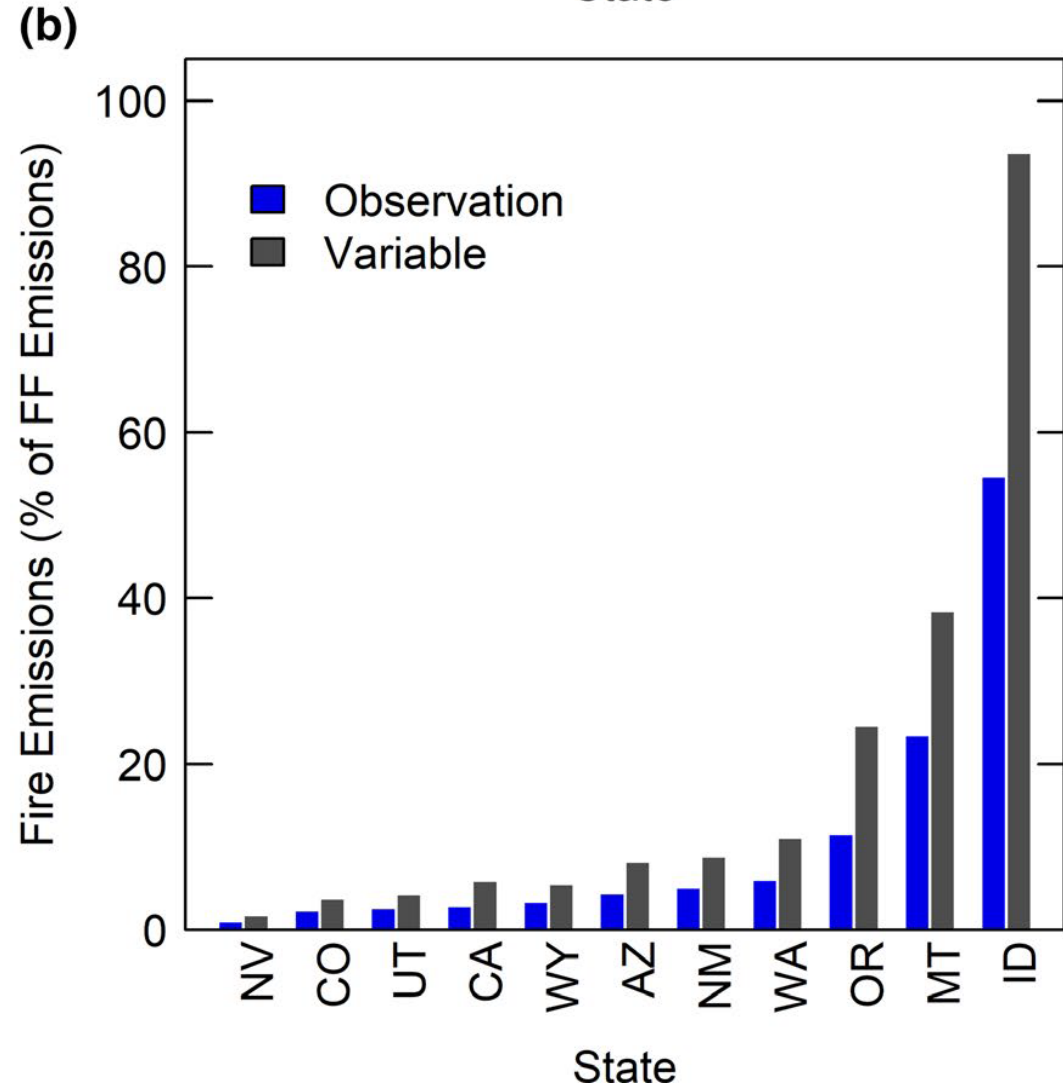 State
(b)
Fire Emissions (% of FF Emissions)
100
80
60
40
20
0
Observation
Variable
NV
CO
UT
CA
WY
AZ
NM
WA
OR
MT
ID
State